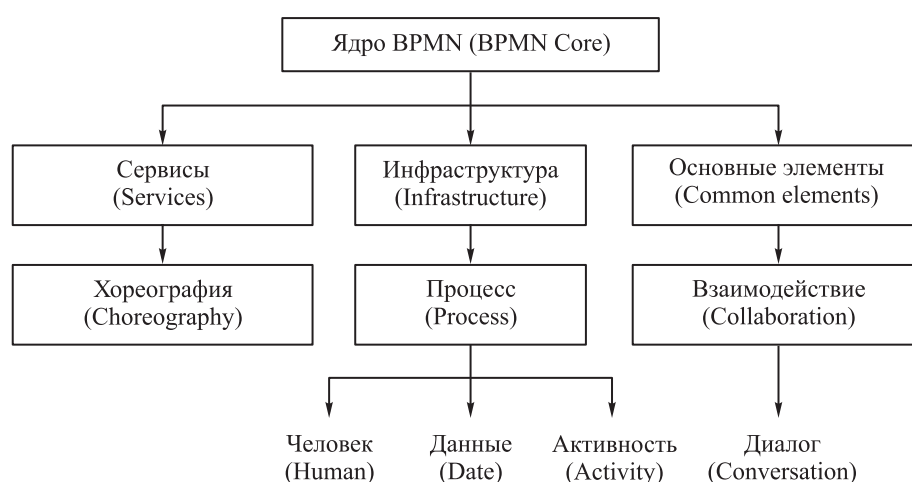 Ядро BPMN (BPMN Core)
Сервисы
(Services)
Инфраструктура
(Infrastructure)
Основные элементы
(Common elements)
Хореография
(Choreography)
Процесс
(Process)
Взаимодействие
(Collaboration)
Человек
(Human)
Данные
(Date)
Активность
(Activity)
Диалог
(Conversation)